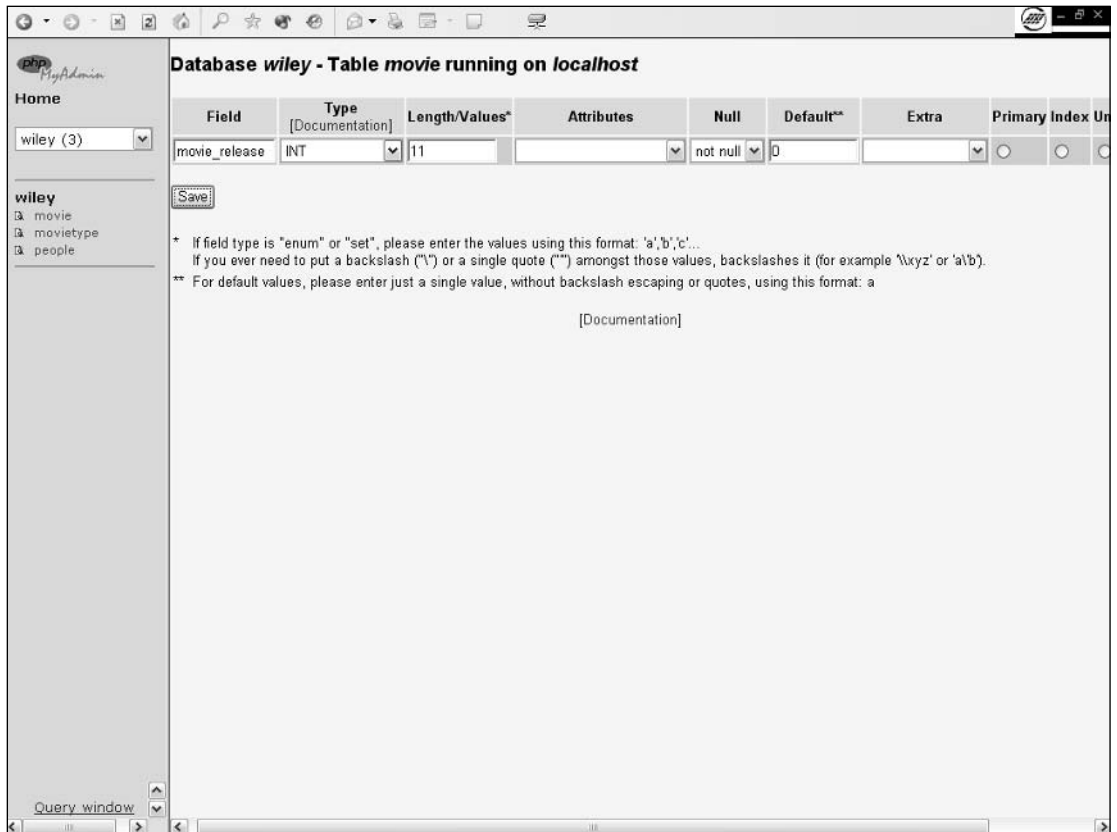 php
MyAdmin
Home
wiley (3)
wiley
movie
movietype
people
Query window
Database wiley - Table movie running on localhost
Field Type [Documentation] Length/Values* Attributes Null Default** Extra Primary Index Un
movie_release INT 11 not null 0
Save
* If field type is "enum" or "set", please enter the values using this format: 'a','b','c'...
If you ever need to put a backslash ("\") or a single quote ("'") amongst those values, backslashes it (for example '\\xyz' or 'a\'b').
** For default values, please enter just a single value, without backslash escaping or quotes, using this format: a
[Documentation]